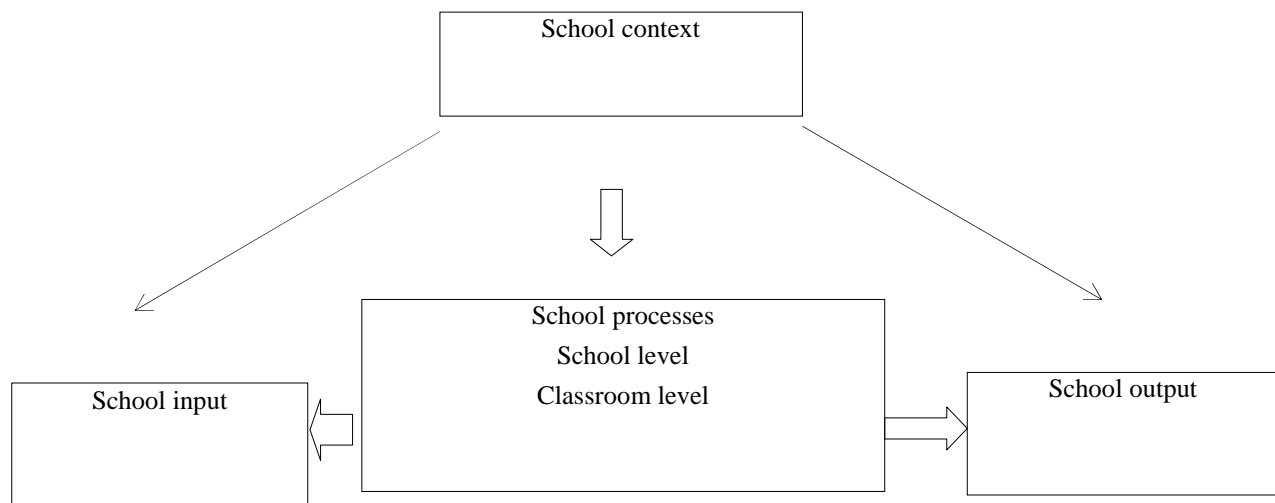 School context
School processes
School level
Classroom level
School input
School output